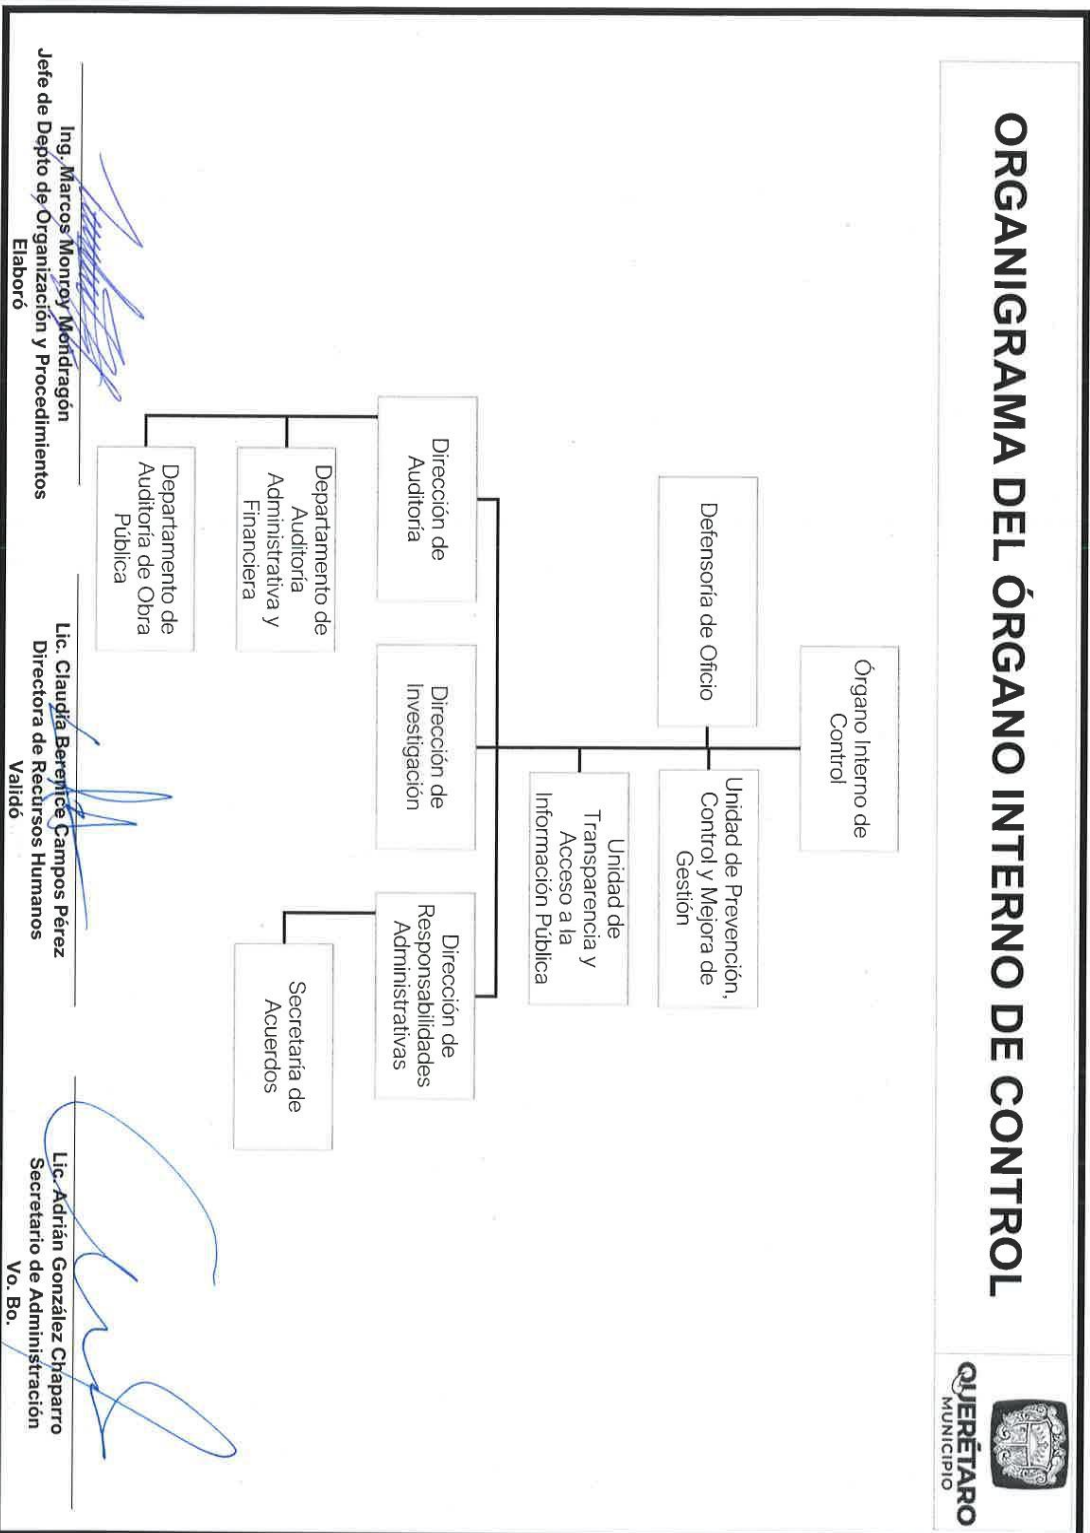 ORGANIGRAMA DEL ÓRGANO INTERNO DE CONTROL
QUERÉTARO
MUNICIPIO
Órgano Interno de
Control
Defensoría de Oficio
Unidad de Prevención,
Control y Mejora de
Gestión
Unidad de
Transparencia y
Acceso a la
Información Pública
Dirección de
Auditoría
Dirección de
Investigación
Dirección de
Responsabilidades
Administrativas
Departamento de
Auditoría
Administrativa y
Financiera
Departamento de
Auditoría de Obra
Pública
Secretaría de
Acuerdos
Ing. Marcos Monroy Mondragón
Jefe de Depto de Organización y Procedimientos
Elaboró
Lic. Claudia Berenice Campos Pérez
Directora de Recursos Humanos
Validó
Lic. Adrián González Chaparro
Secretario de Administración
Vo. Bo.